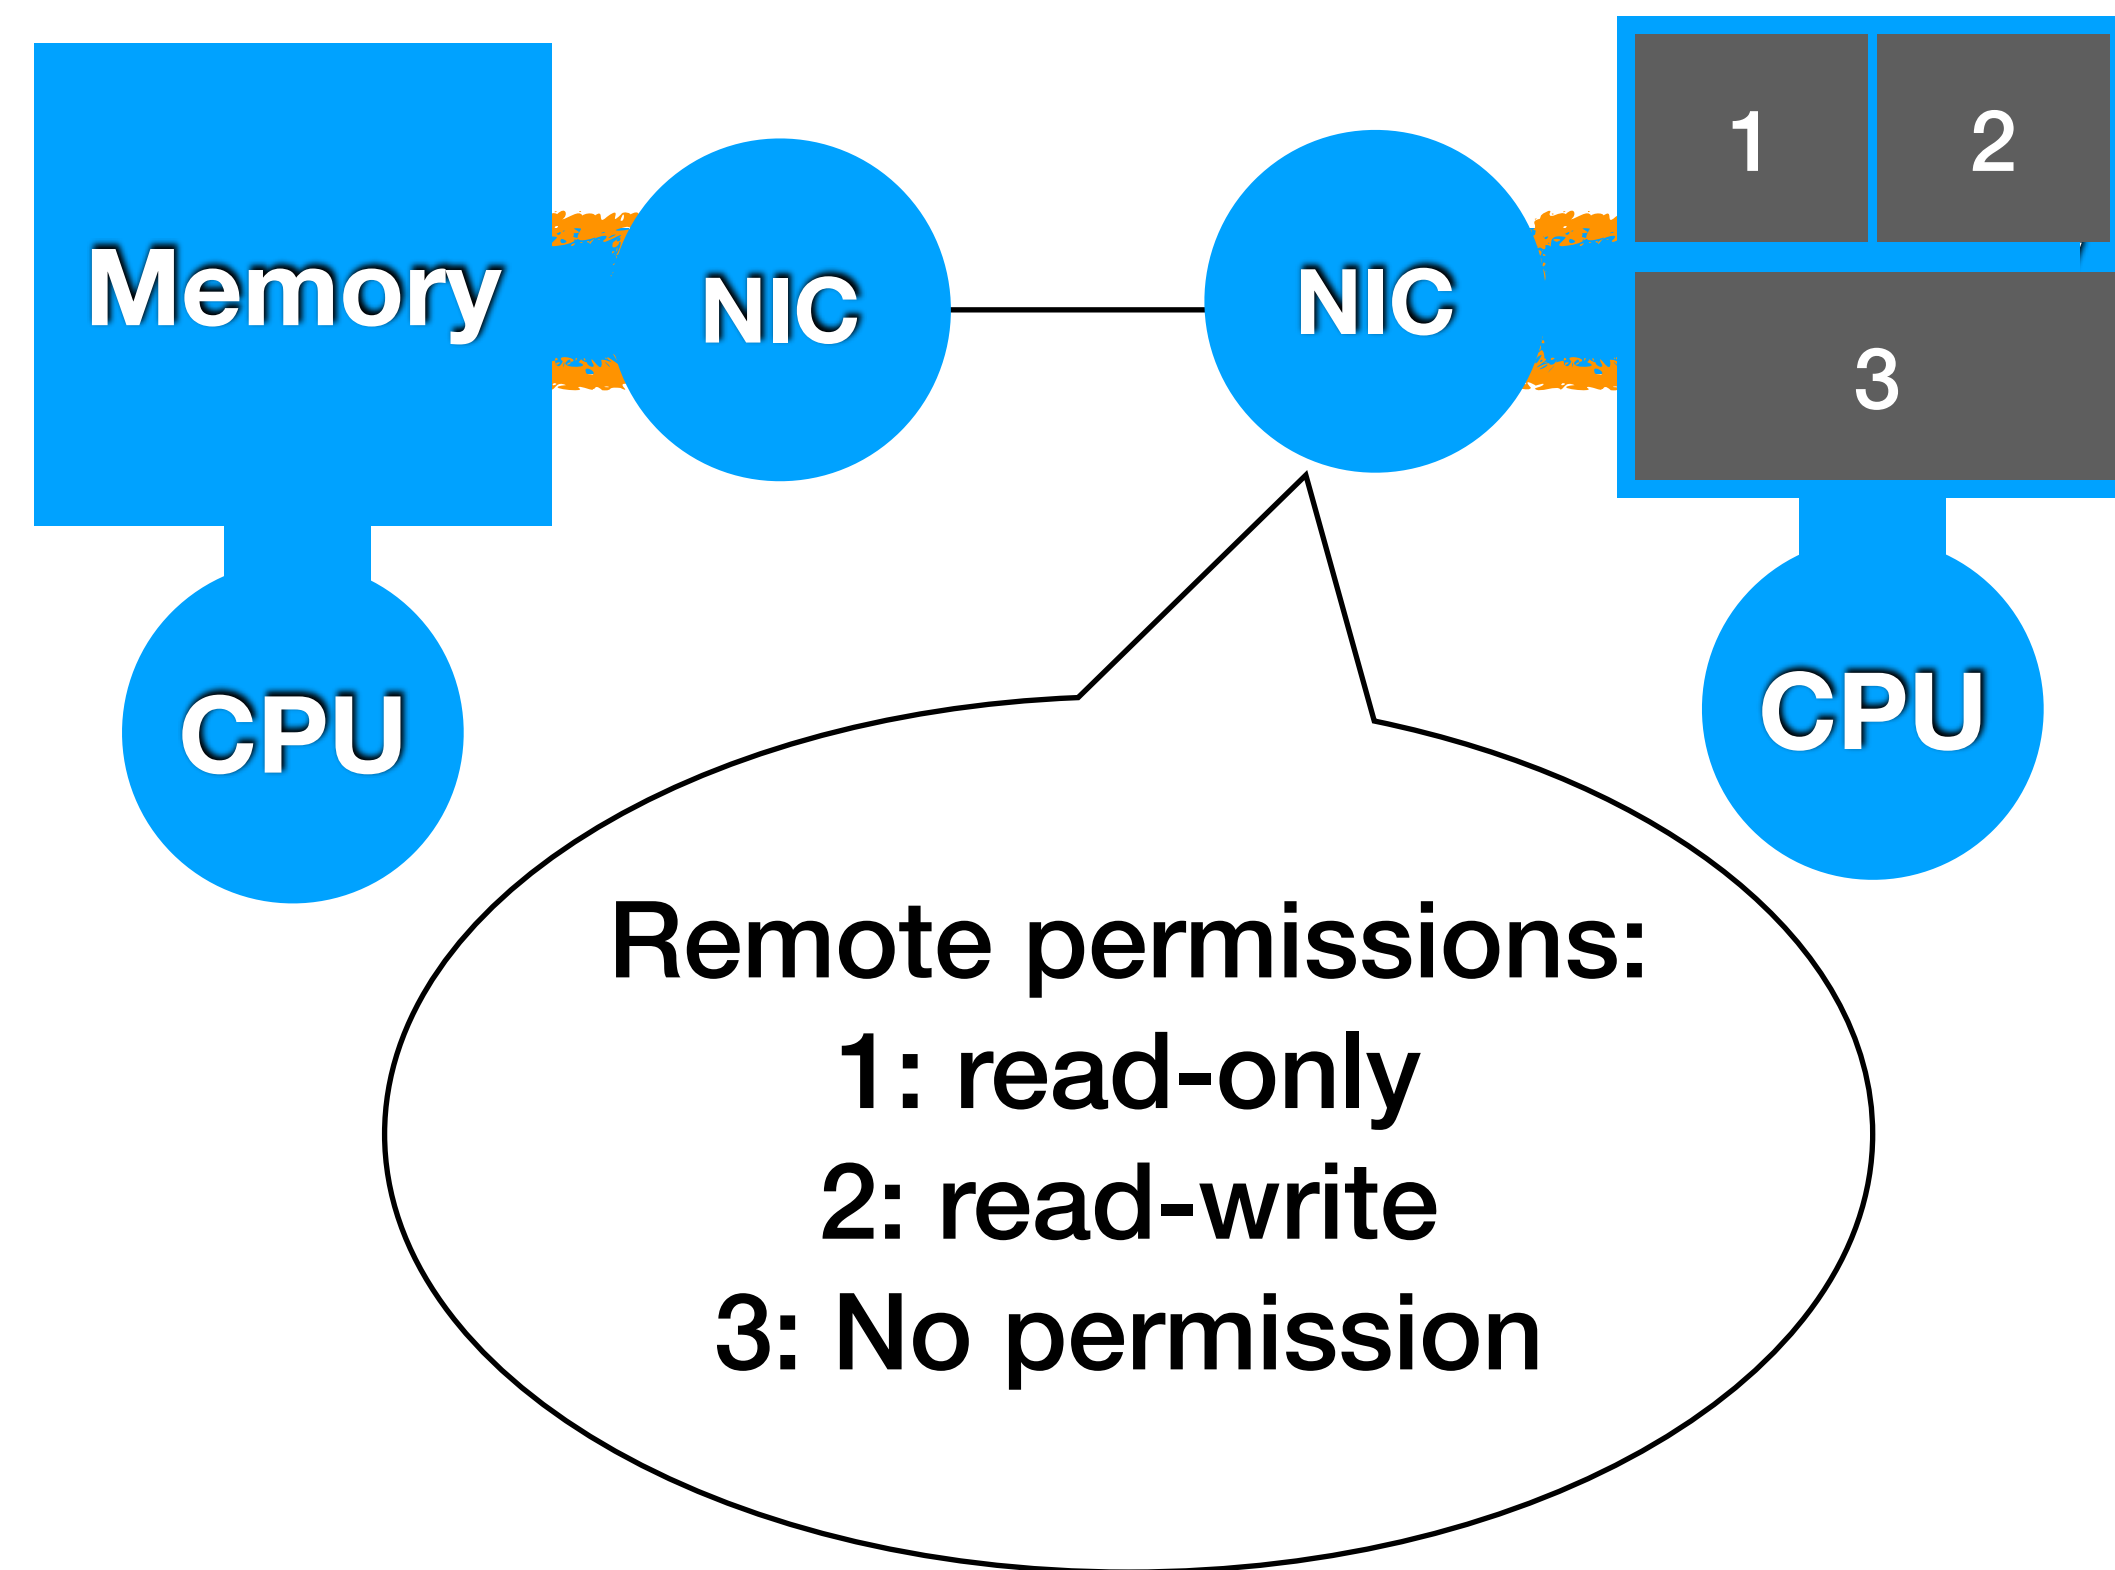 1
2
Memory
NIC
NIC
3
CPU
CPU
Remote permissions:
1: read-only
2: read-write
3: No permission